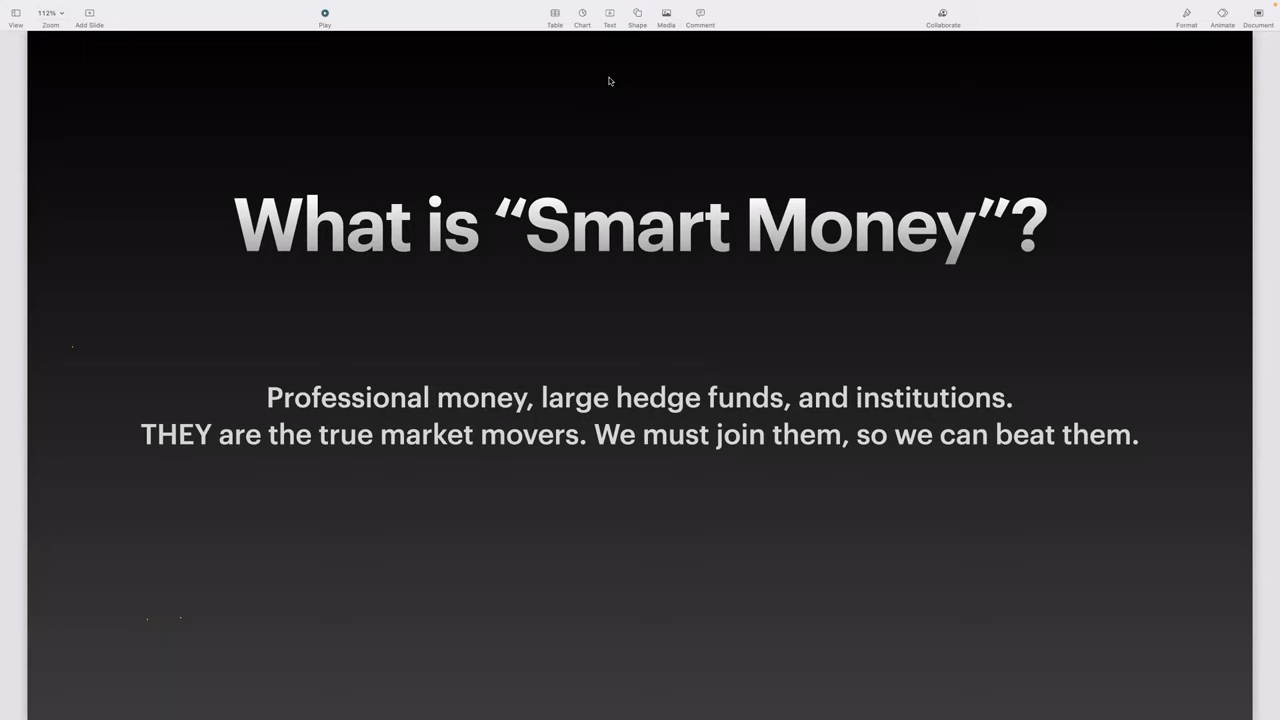 112%
View
Zoom
Add Slide
Play
Table
Chart
Text
Shape
Media
Comment
Collaborate
Format
Animate
Document
What is “Smart Money”?
Professional money, large hedge funds, and institutions.
THEY are the true market movers. We must join them, so we can beat them.